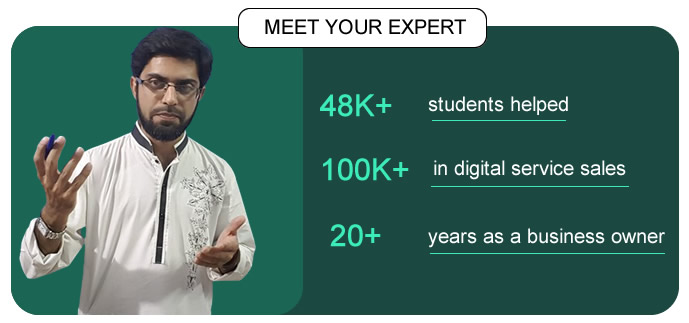 MEET YOUR EXPERT
48K+ students helped
100K+ in digital service sales
20+ years as a business owner